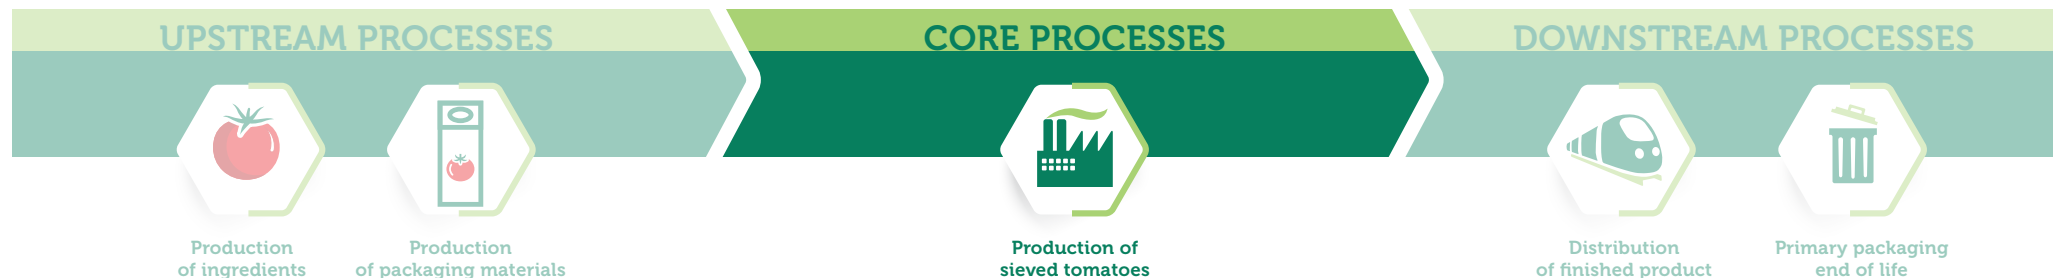 UPSTREAM PROCESSES
CORE PROCESSES
DOWNSTREAM PROCESSES
Production
of ingredients
Production
of packaging materials
Production of
sieved tomatoes
Distribution
of finished product
Primary packaging
end of life